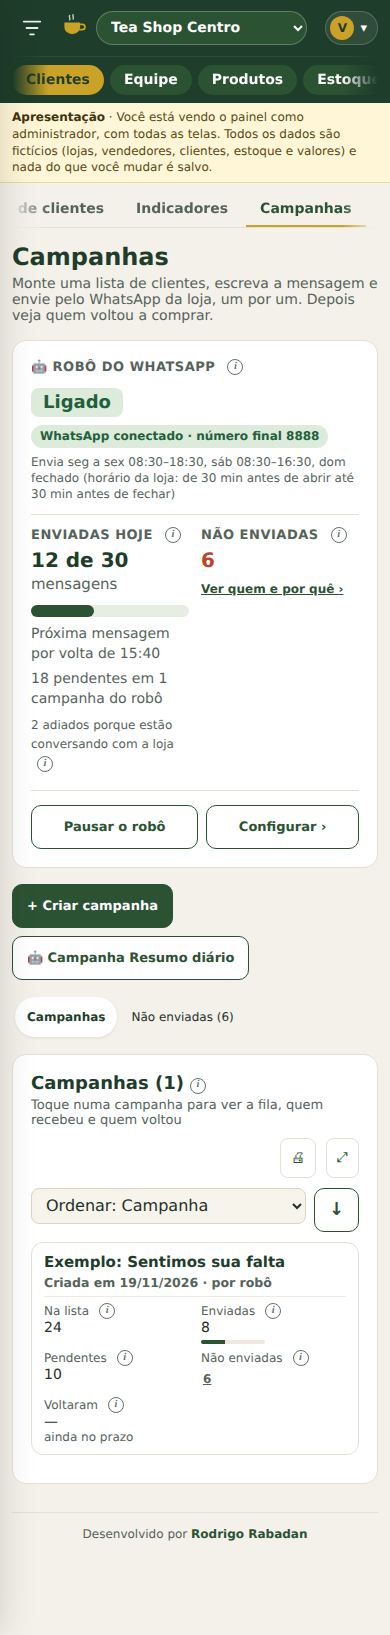 Tea Shop Centro
V ▾
Clientes
Equipe
Produtos
Estoque
Apresentação · Você está vendo o painel como
administrador, com todas as telas. Todos os dados são
fictícios (lojas, vendedores, clientes, estoque e valores) e
nada do que você mudar é salvo.
de clientes
Indicadores
Campanhas
Campanhas
Monte uma lista de clientes, escreva a mensagem e
envie pelo WhatsApp da loja, um por um. Depois
veja quem voltou a comprar.
🤖 ROBÔ DO WHATSAPP i
Ligado
WhatsApp conectado · número final 8888
Envia seg a sex 08:30–18:30, sáb 08:30–16:30, dom
fechado (horário da loja: de 30 min antes de abrir até
30 min antes de fechar)
ENVIADAS HOJE i
12 de 30
mensagens
Próxima mensagem
por volta de 15:40
18 pendentes em 1
campanha do robô
2 adiados porque estão
conversando com a loja
i
NÃO ENVIADAS i
6
Ver quem e por quê ›
Pausar o robô
Configurar ›
+ Criar campanha
🤖 Campanha Resumo diário
Campanhas
Não enviadas (6)
Campanhas (1) i
Toque numa campanha para ver a fila, quem
recebeu e quem voltou
Ordenar: Campanha
↓
Exemplo: Sentimos sua falta
Criada em 19/11/2026 · por robô
Na lista i
24
Enviadas i
8
Pendentes i
10
Não enviadas i
6
Voltaram i
—
ainda no prazo
Desenvolvido por Rodrigo Rabadan